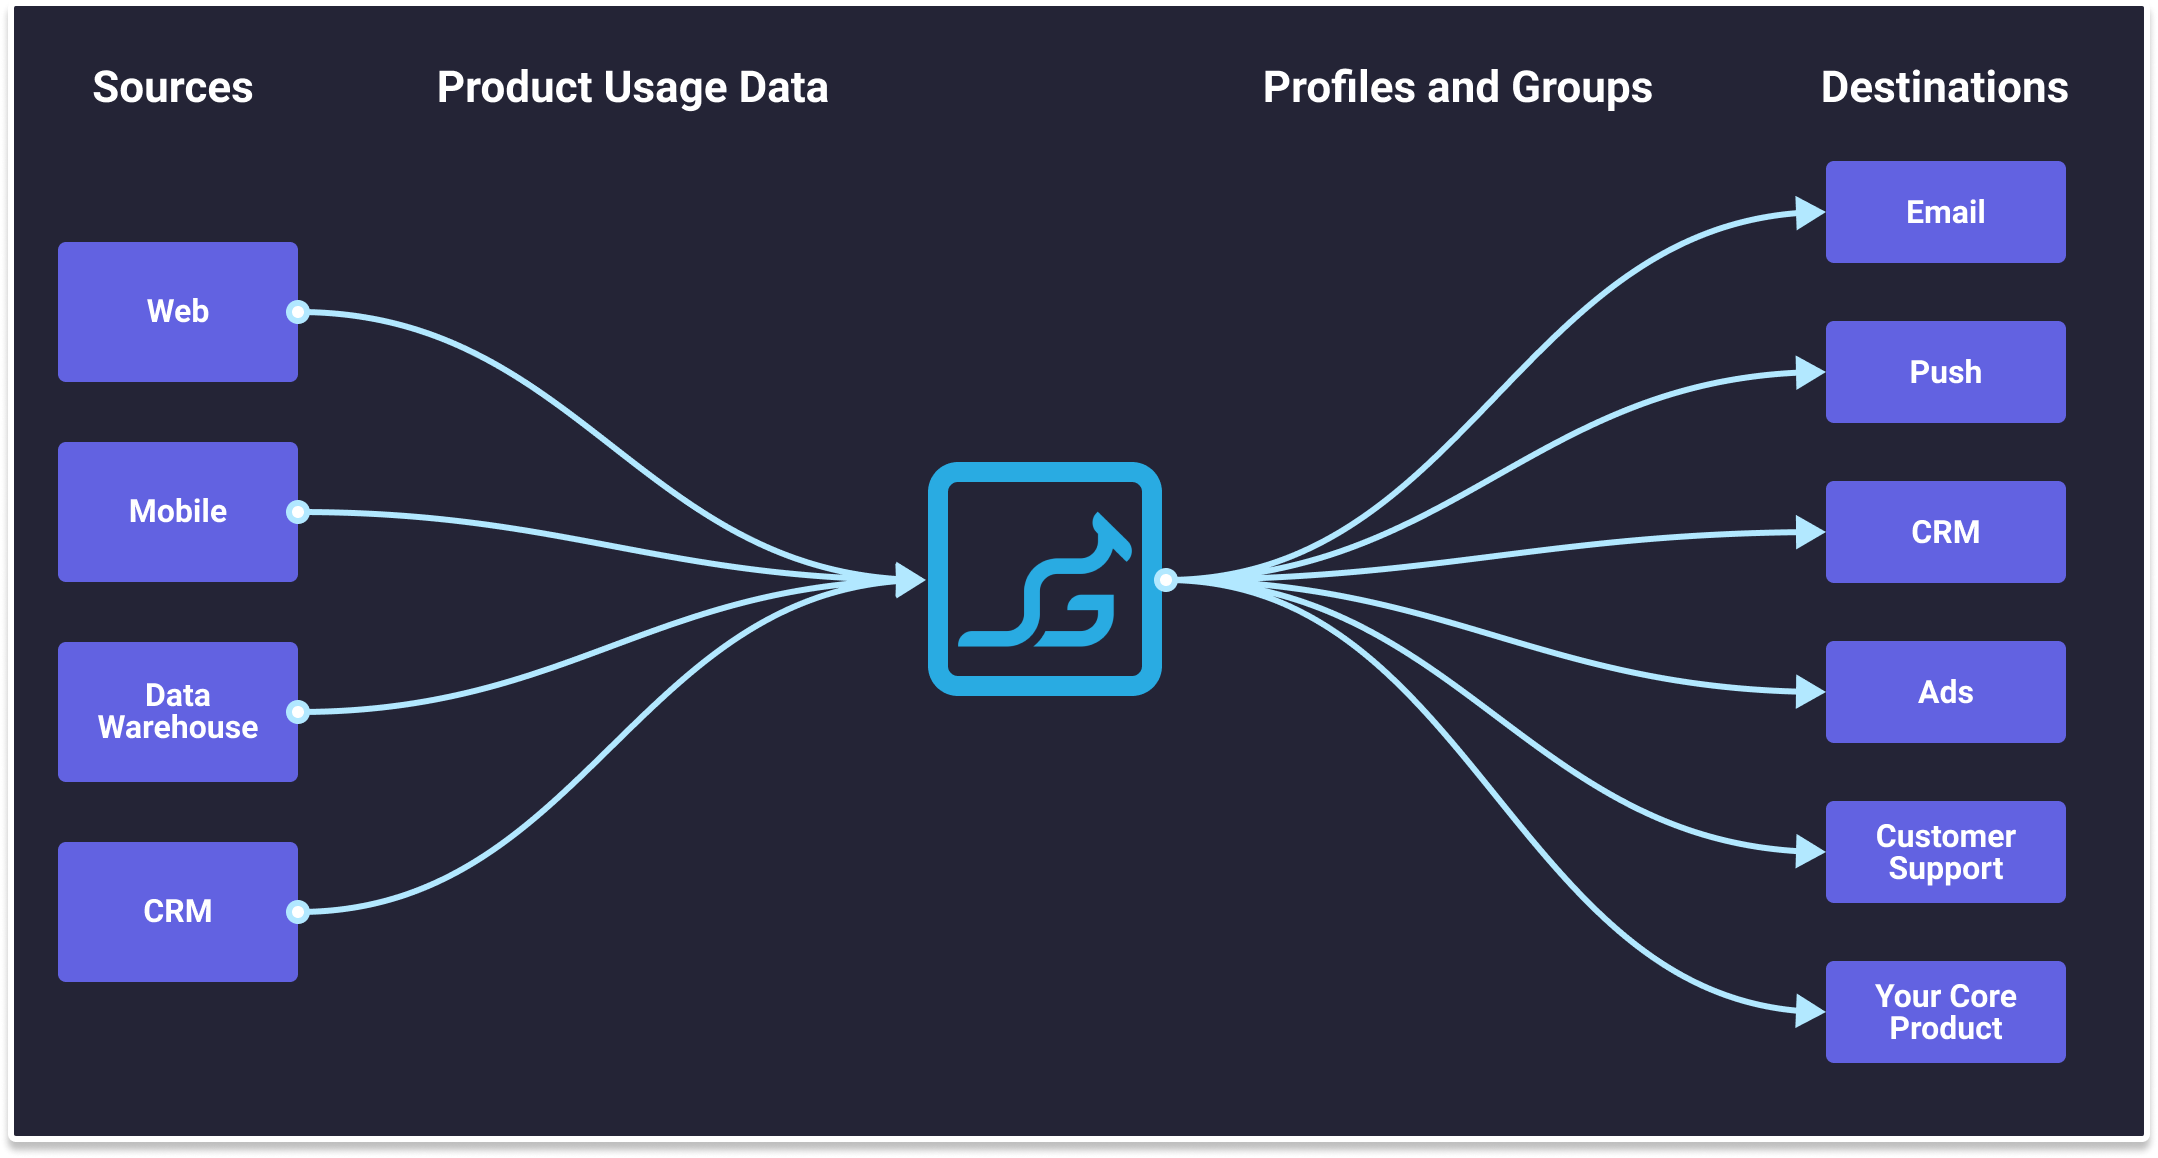 Sources
Product Usage Data
Profiles and Groups
Destinations
Web
Mobile
Data
Warehouse
CRM
Email
Push
CRM
Ads
Customer
Support
Your Core
Product